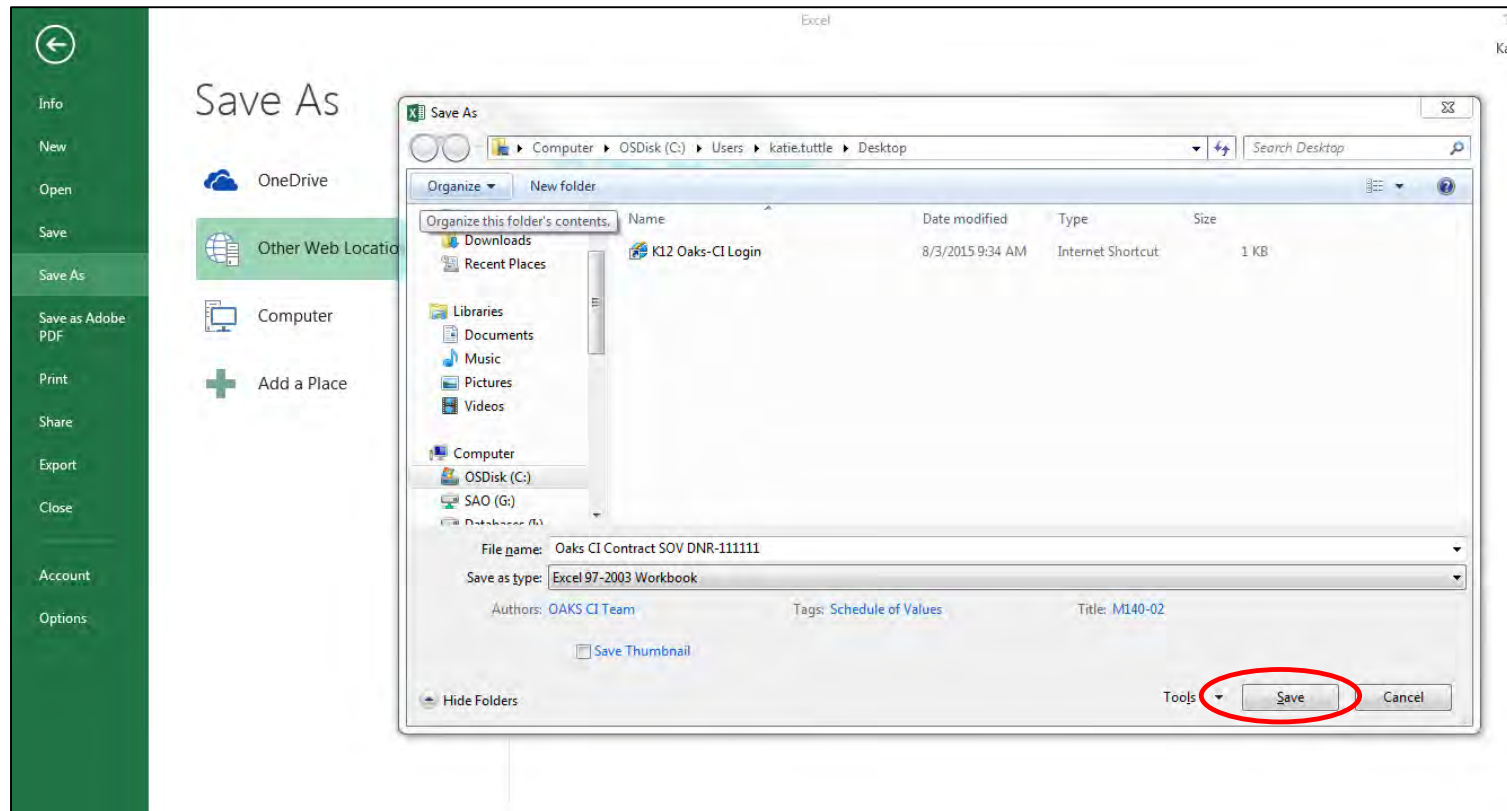 Excel
Ka
Info
New
Open
Save
Save As
Save as Adobe
PDF
Print
Share
Export
Close
Account
Options
Save As
OneDrive
Other Web Locatio
Computer
Add a Place
Save As
Computer OSDisk (C:) Users katie.tuttle Desktop
Search Desktop
Organize New folder
Organize this folder's contents.
Name Date modified Type Size
K12 Oaks-CI Login 8/3/2015 9:34 AM Internet Shortcut 1 KB
Downloads
Recent Places
Libraries
Documents
Music
Pictures
Videos
Computer
OSDisk (C:)
SAO (G:)
File name: Oaks CI Contract SOV DNR-111111
Save as type: Excel 97-2003 Workbook
Authors: OAKS CI Team Tags: Schedule of Values Title: M140-02
Save Thumbnail
Hide Folders
Tools Save Cancel